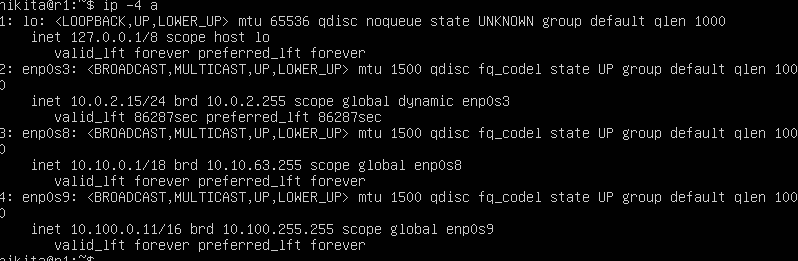 nikita@r1:~$ ip -4 a
1: lo: <LOOPBACK,UP,LOWER_UP> mtu 65536 qdisc noqueue state UNKNOWN group default qlen 1000
inet 127.0.0.1/8 scope host lo
valid_lft forever preferred_lft forever
2: enp0s3: <BROADCAST,MULTICAST,UP,LOWER_UP> mtu 1500 qdisc fq_codel state UP group default qlen 100
0
inet 10.0.2.15/24 brd 10.0.2.255 scope global dynamic enp0s3
valid_lft 86287sec preferred_lft 86287sec
3: enp0s8: <BROADCAST,MULTICAST,UP,LOWER_UP> mtu 1500 qdisc fq_codel state UP group default qlen 100
0
inet 10.10.0.1/18 brd 10.10.63.255 scope global enp0s8
valid_lft forever preferred_lft forever
4: enp0s9: <BROADCAST,MULTICAST,UP,LOWER_UP> mtu 1500 qdisc fq_codel state UP group default qlen 100
0
inet 10.100.0.11/16 brd 10.100.255.255 scope global enp0s9
valid_lft forever preferred_lft forever
nikita@r1:~$